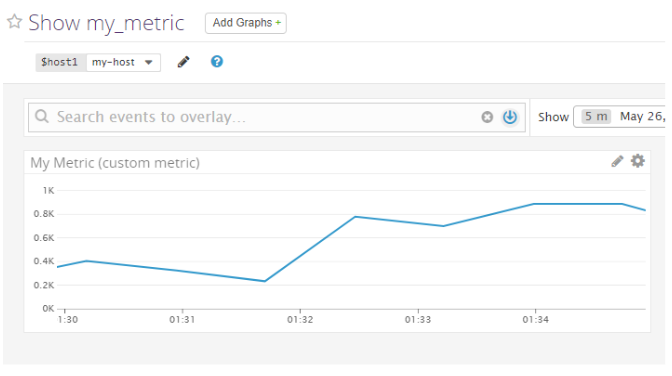 Show my_metric Add Graphs +
$host1 my-host
Search events to overlay... Show 5 m May 26,
My Metric (custom metric)
1K
0.8K
0.6K
0.4K
0.2K
0K
1:30 01:31 01:32 01:33 01:34